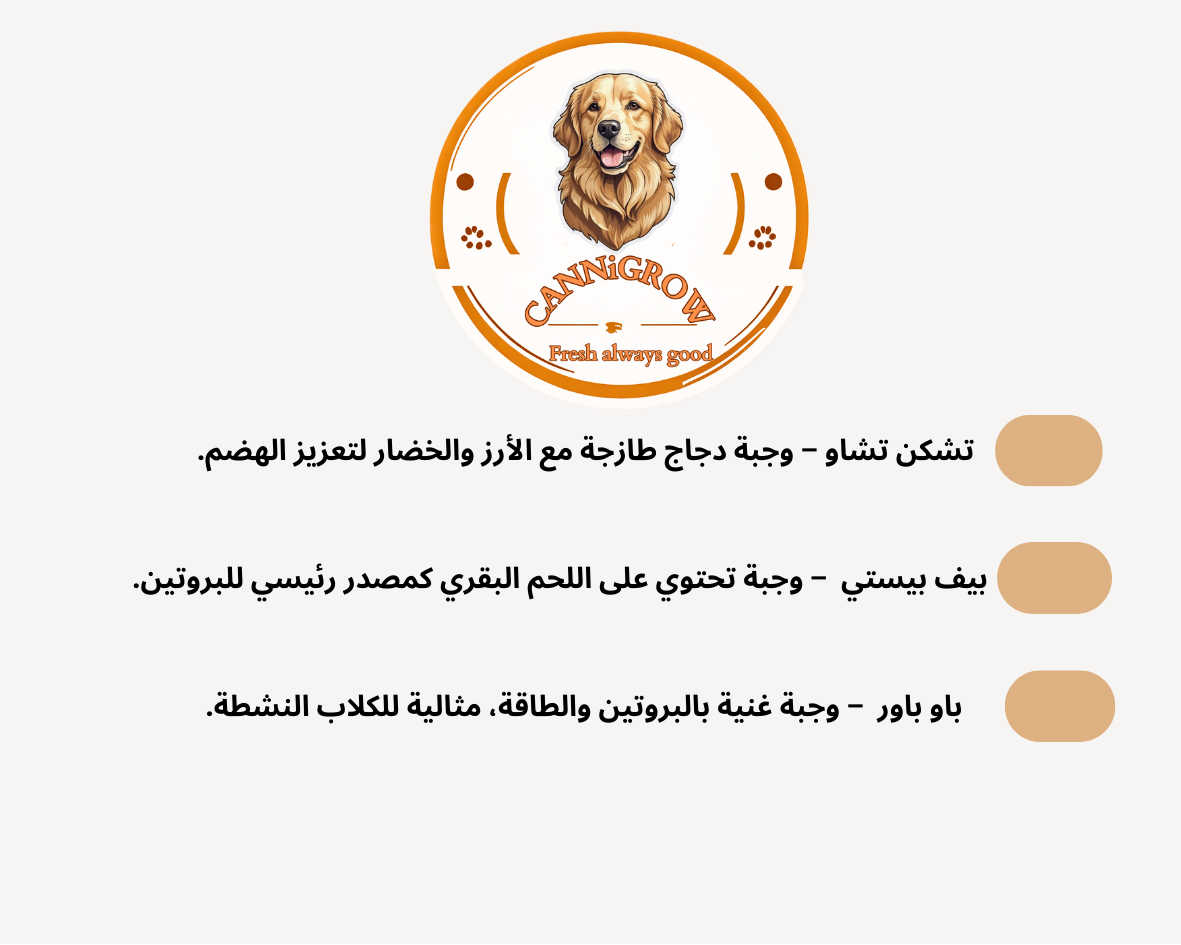 CANNiGROW
Fresh always good
تشكن تشاو – وجبة دجاج طازجة مع الأرز والخضار لتعزيز الهضم.
بيف بيستي – وجبة تحتوي على اللحم البقري كمصدر رئيسي للبروتين.
باو باور – وجبة غنية بالبروتين والطاقة، مثالية للكلاب النشطة.